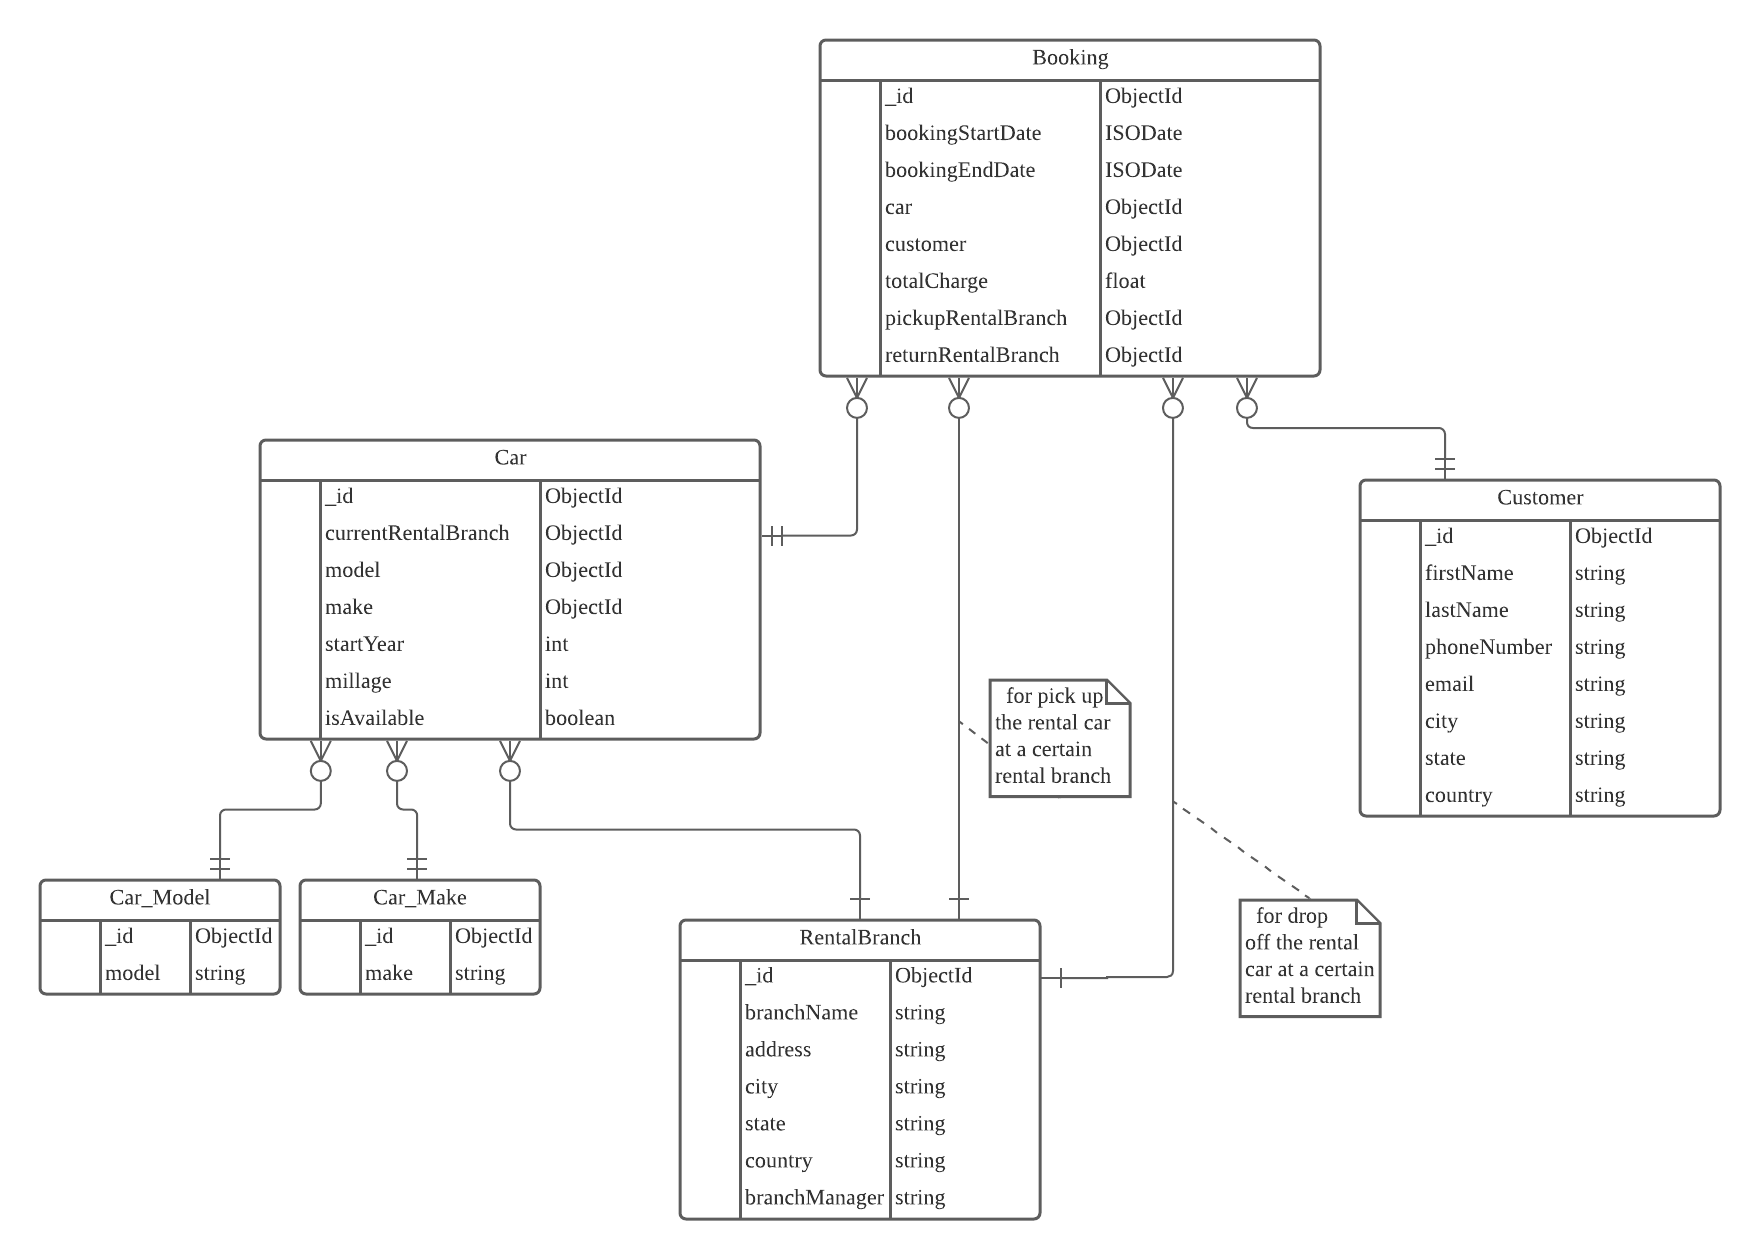 Booking
_id ObjectId
bookingStartDate ISODate
bookingEndDate ISODate
car ObjectId
customer ObjectId
totalCharge float
pickupRentalBranch ObjectId
returnRentalBranch ObjectId
Car
_id ObjectId
currentRentalBranch ObjectId
model ObjectId
make ObjectId
startYear int
millage int
isAvailable boolean
Customer
_id ObjectId
firstName string
lastName string
phoneNumber string
email string
city string
state string
country string
for pick up
the rental car
at a certain
rental branch
Car_Model
_id ObjectId
model string
Car_Make
_id ObjectId
make string
RentalBranch
_id ObjectId
branchName string
address string
city string
state string
country string
branchManager string
for drop
off the rental
car at a certain
rental branch